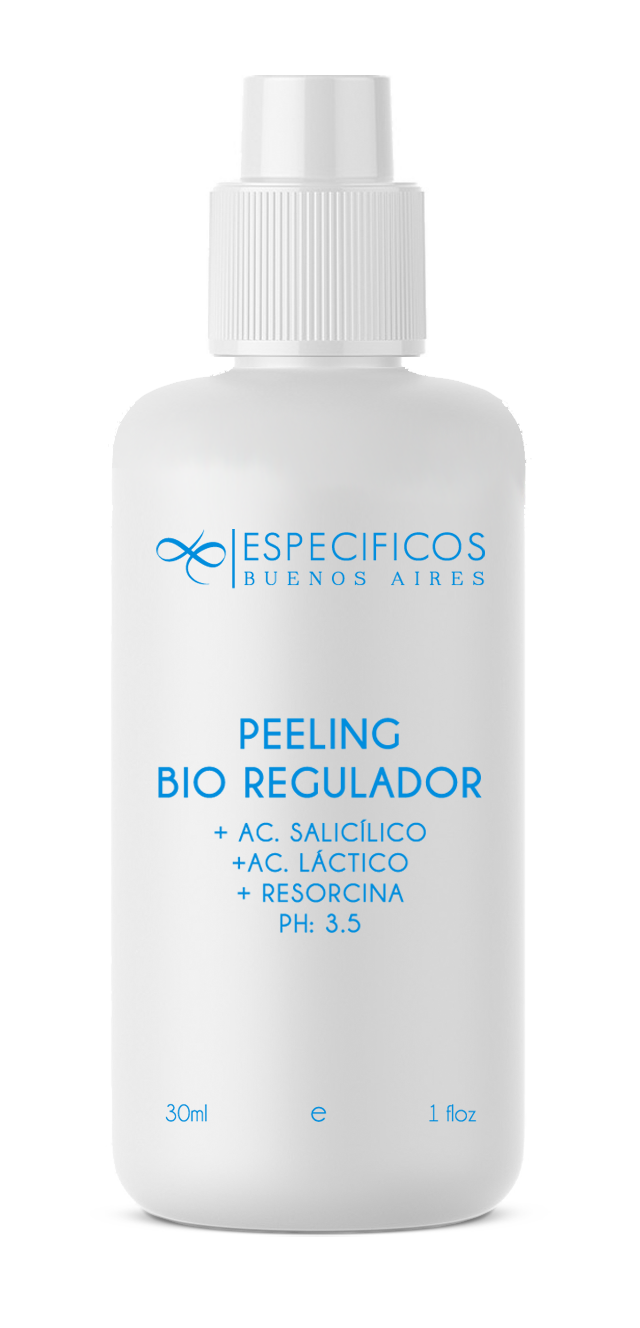 ESPECIFICOS
BUENOS AIRES
PEELING
BIO REGULADOR
+ AC. SALICÍLICO
+AC. LÁCTICO
+ RESORCINA
PH: 3.5
30ml e 1 floz